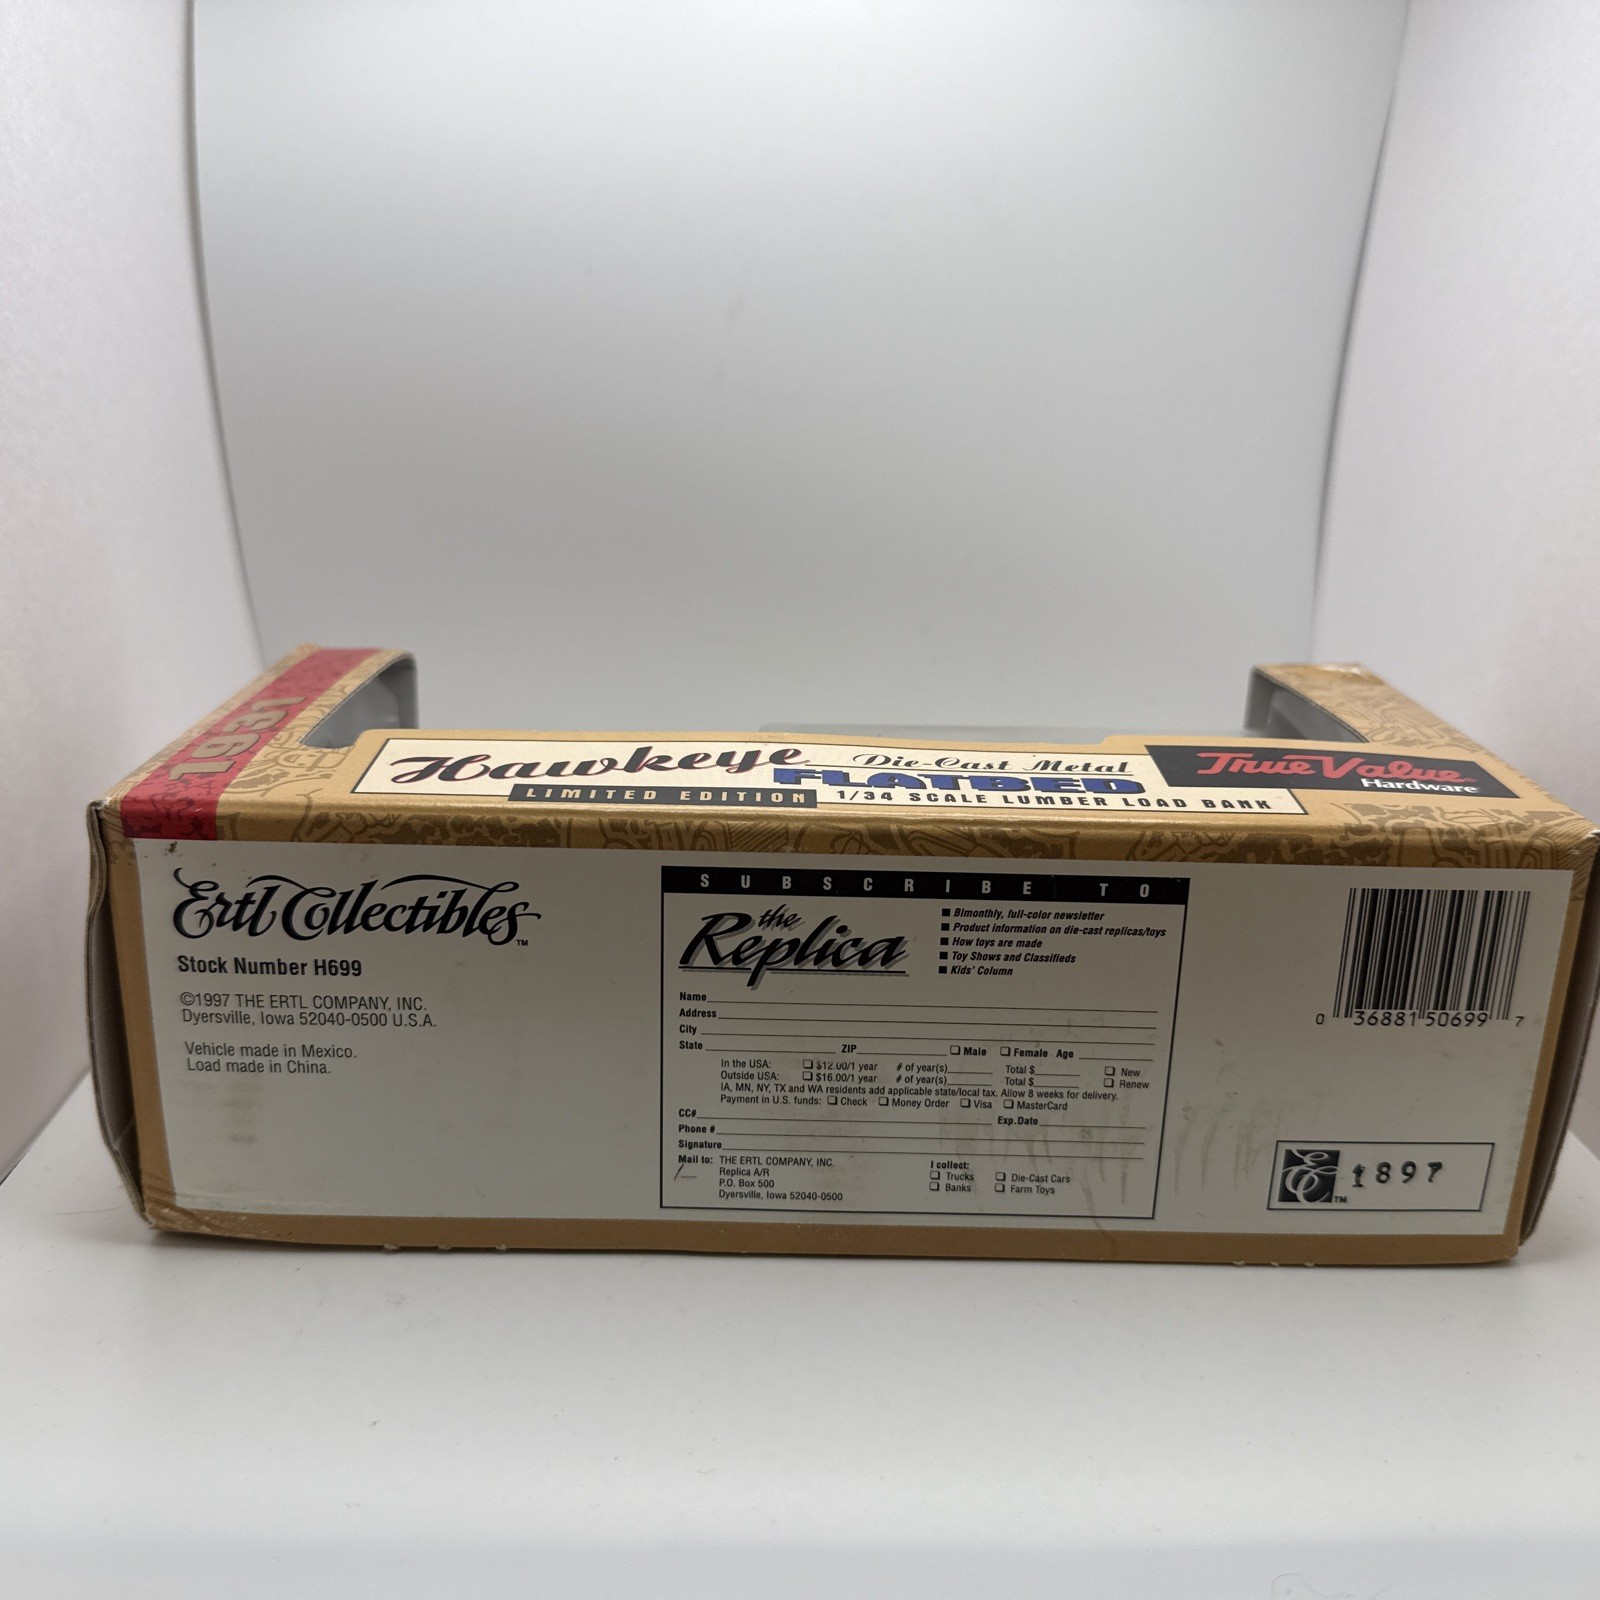 1931
Hawkeye Die-Cast Metal
FLATBED
LIMITED EDITION 1/34 SCALE LUMBER LOAD BANK
True Value
Hardware
Ertl Collectibles™
Stock Number H699
©1997 THE ERTL COMPANY, INC.
Dyersville, Iowa 52040-0500 U.S.A.
Vehicle made in Mexico.
Load made in China.
SUBSCRIBE TO
the
Replica
■ Bimonthly, full-color newsletter
■ Product information on die-cast replicas/toys
■ How toys are made
■ Toy Shows and Classifieds
■ Kids' Column
Name
Address
City
State ZIP ❑ Male ❑ Female Age
In the USA: ❑ $12.00/1 year # of year(s) Total $ ❑ New
Outside USA: ❑ $16.00/1 year # of year(s) Total $ ❑ Renew
IA, MN, NY, TX and WA residents add applicable state/local tax. Allow 8 weeks for delivery.
Payment in U.S. funds: ❑ Check ❑ Money Order ❑ Visa ❑ MasterCard
CC# Exp.Date
Phone #
Signature
Mail to: THE ERTL COMPANY, INC.
Replica A/R
P.O. Box 500
Dyersville, Iowa 52040-0500
I collect:
❑ Trucks ❑ Die-Cast Cars
❑ Banks ❑ Farm Toys
0 36881 50699 7
EC™ 1897